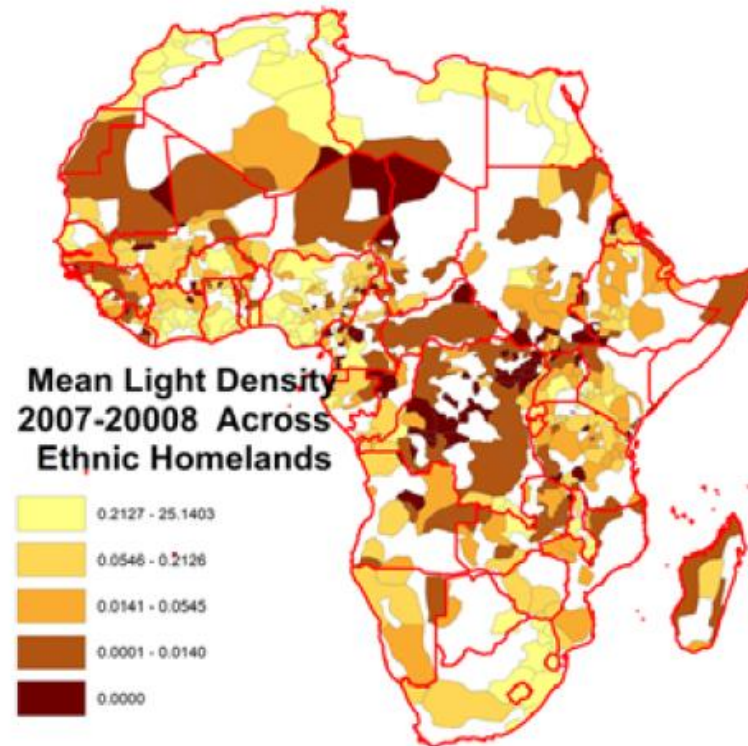 Mean Light Density
2007-20008 Across
Ethnic Homelands
0.2127 - 25.1403
0.0546 - 0.2126
0.0141 - 0.0545
0.0001 - 0.0140
0.0000